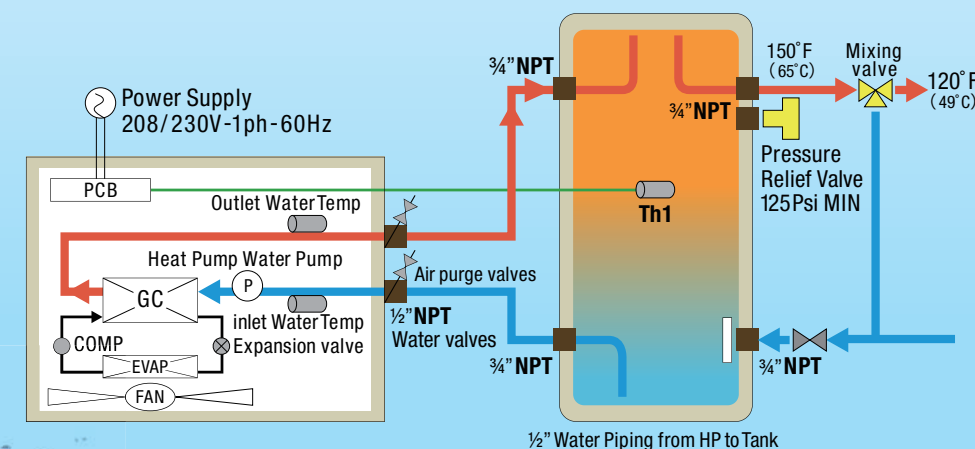 Power Supply
208/230V-1ph-60Hz
PCB
Outlet Water Temp
Heat Pump Water Pump
GC
P
inlet Water Temp
COMP
Expansion valve
EVAP
FAN
Air purge valves
½” NPT
Water valves
¾” NPT
¾” NPT
¾” NPT
Th1
150˚F
(65˚C)
Mixing
valve
120˚F
(49˚C)
Pressure
Relief Valve
125Psi MIN
¾” NPT
½” Water Piping from HP to Tank